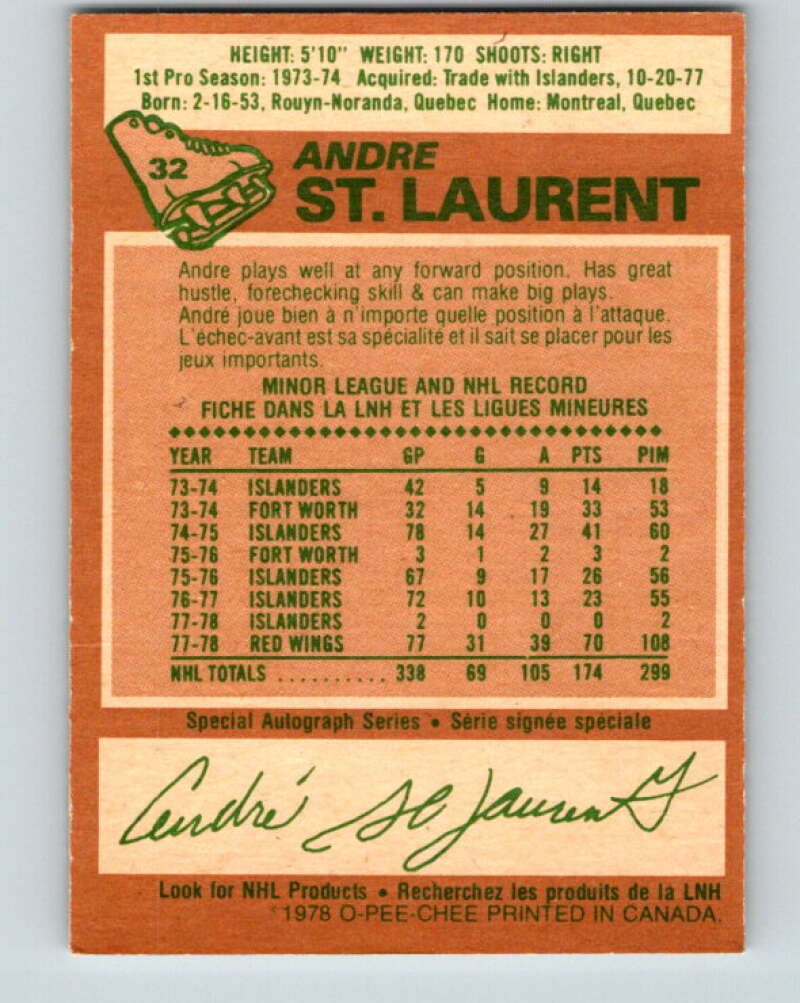 HEIGHT: 5'10" WEIGHT: 170 SHOOTS: RIGHT
1st Pro Season: 1973-74 Acquired: Trade with Islanders, 10-20-77
Born: 2-16-53, Rouyn-Noranda, Quebec Home: Montreal, Quebec
32
ANDRE
ST. LAURENT
Andre plays well at any forward position. Has great
hustle, forechecking skill & can make big plays.
André joue bien à n'importe quelle position à l'attaque.
L'échec-avant est sa spécialité et il sait se placer pour les
jeux importants.
MINOR LEAGUE AND NHL RECORD
FICHE DANS LA LNH ET LES LIGUES MINEURES
YEAR TEAM GP G A PTS PIM
73-74 ISLANDERS 42 5 9 14 18
73-74 FORT WORTH 32 14 19 33 53
74-75 ISLANDERS 78 14 27 41 60
75-76 FORT WORTH 3 1 2 3 2
75-76 ISLANDERS 67 9 17 26 56
76-77 ISLANDERS 72 10 13 23 55
77-78 ISLANDERS 2 0 0 0 2
77-78 RED WINGS 77 31 39 70 108
NHL TOTALS .......... 338 69 105 174 299
Special Autograph Series • Série signée spéciale
André St Laurent
Look for NHL Products • Recherchez les produits de la LNH
©1978 O-PEE-CHEE PRINTED IN CANADA.